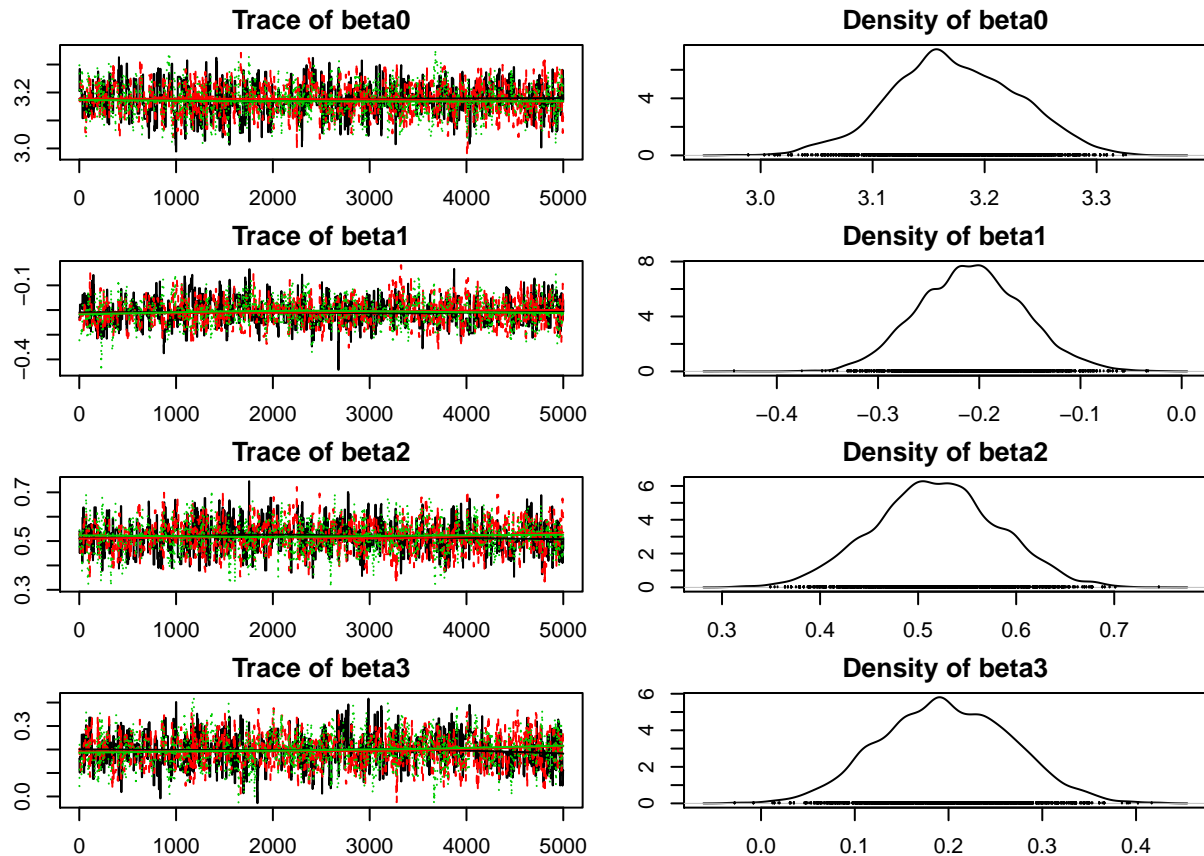 Trace of beta0
3.0 3.2
0 1000 2000 3000 4000 5000
Density of beta0
0 4
3.0 3.1 3.2 3.3
Trace of beta1
−0.4 −0.1
0 1000 2000 3000 4000 5000
Density of beta1
0 4 8
−0.4 −0.3 −0.2 −0.1 0.0
Trace of beta2
0.3 0.5 0.7
0 1000 2000 3000 4000 5000
Density of beta2
0 2 4 6
0.3 0.4 0.5 0.6 0.7
Trace of beta3
0.0 0.3
0 1000 2000 3000 4000 5000
Density of beta3
0 2 4 6
0.0 0.1 0.2 0.3 0.4